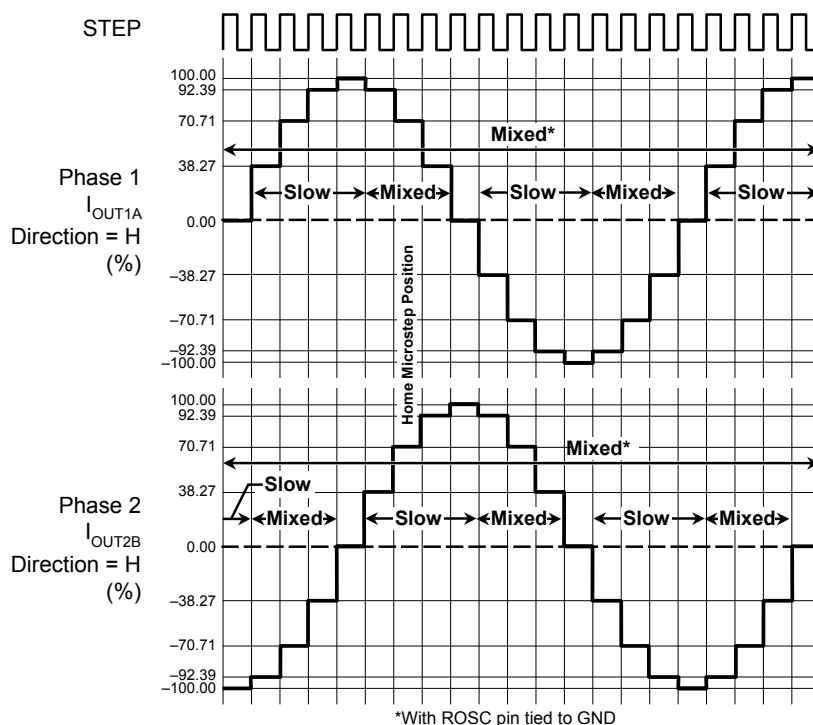 STEP
100.00
92.39
70.71
Mixed*
38.27
Phase 1
Slow
Mixed
Slow
Mixed
Slow
I_OUT1A
0.00
Direction = H
(%)
–38.27
Home Microstep Position
–70.71
–92.39
–100.00
100.00
92.39
70.71
Mixed*
38.27
Slow
Phase 2
Mixed
Slow
Mixed
Slow
Mixed
I_OUT2B
0.00
Direction = H
(%)
–38.27
–70.71
–92.39
–100.00
*With ROSC pin tied to GND